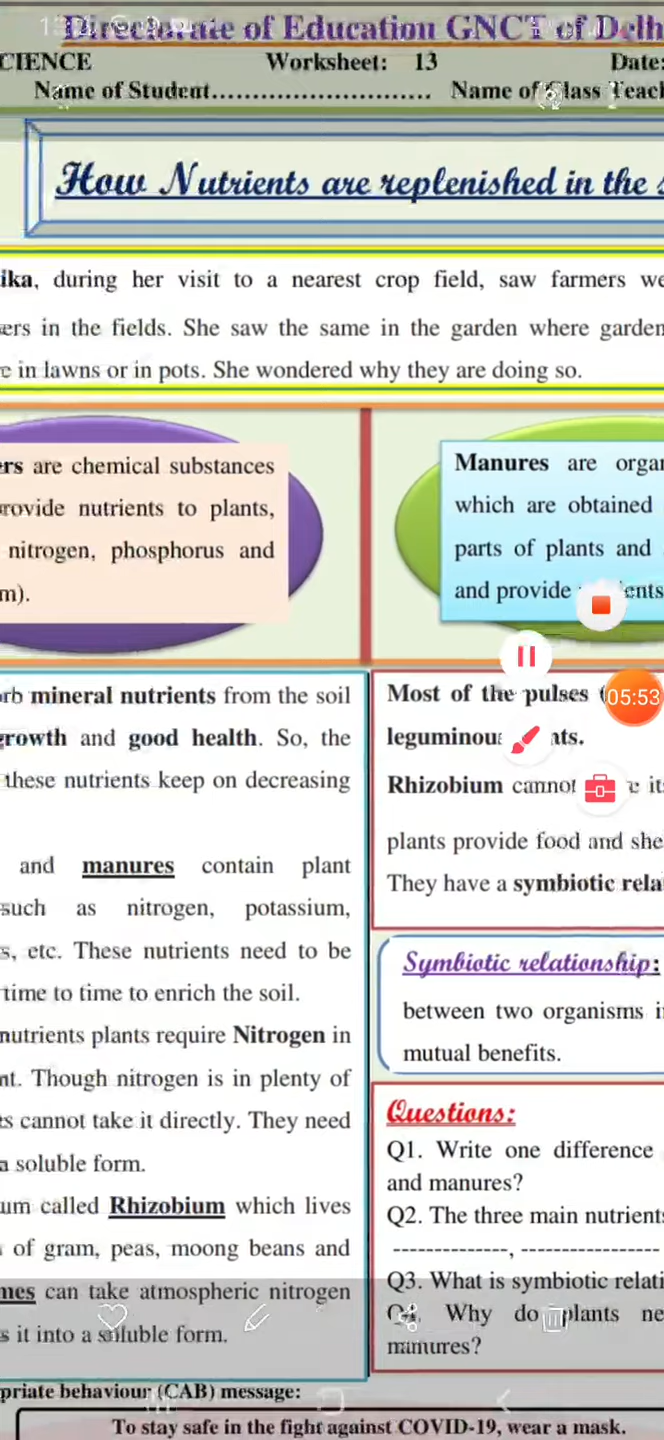 Directorate of Education GNCT of Delh
CIENCE Worksheet: 13 Date:
Name of Student............................ Name of Class Teach
How Nutrients are replenished in the s
ika, during her visit to a nearest crop field, saw farmers we
ers in the fields. She saw the same in the garden where garden
e in lawns or in pots. She wondered why they are doing so.
ers are chemical substances
rovide nutrients to plants,
nitrogen, phosphorus and
m).
Manures are organ
which are obtained
parts of plants and
and provide ents
rb mineral nutrients from the soil
growth and good health. So, the
these nutrients keep on decreasing
and manures contain plant
such as nitrogen, potassium,
s, etc. These nutrients need to be
time to time to enrich the soil.
nutrients plants require Nitrogen in
nt. Though nitrogen is in plenty of
ts cannot take it directly. They need
a soluble form.
um called Rhizobium which lives
of gram, peas, moong beans and
mes can take atmospheric nitrogen
s it into a soluble form.
Most of the pulses
05:53
leguminous nts.
Rhizobium cannot e its
plants provide food and she
They have a symbiotic rela
Symbiotic relationship:
between two organisms i
mutual benefits.
Questions:
Q1. Write one difference
and manures?
Q2. The three main nutrients
--------------, -----------------
Q3. What is symbiotic relati
Q4. Why do plants ne
manures?
priate behaviour (CAB) message:
To stay safe in the fight against COVID-19, wear a mask.